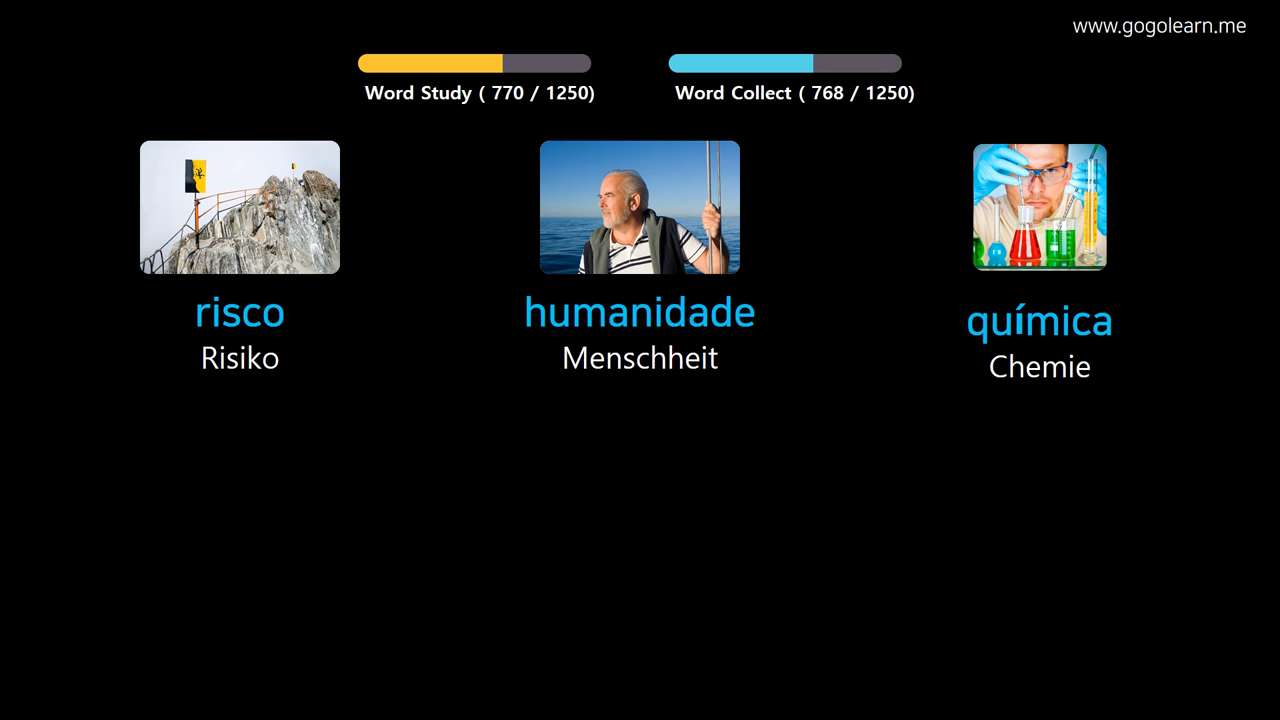 www.gogolearn.me
Word Study ( 770 / 1250)
Word Collect ( 768 / 1250)
risco
Risiko
humanidade
Menschheit
química
Chemie